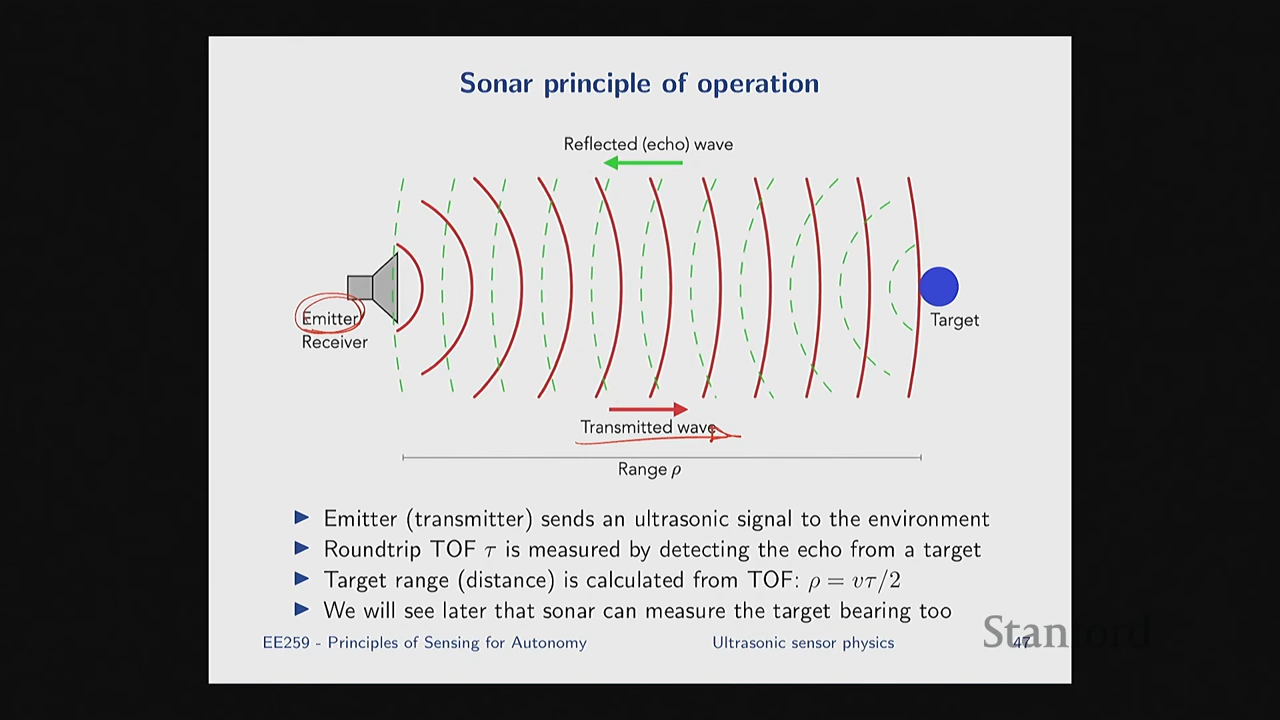 Sonar principle of operation
Reflected (echo) wave
Emitter
Receiver
Target
Transmitted wave
Range ρ
Emitter (transmitter) sends an ultrasonic signal to the environment
Roundtrip TOF τ is measured by detecting the echo from a target
Target range (distance) is calculated from TOF: ρ = vτ/2
We will see later that sonar can measure the target bearing too
EE259 - Principles of Sensing for Autonomy Ultrasonic sensor physics 47
Stanford